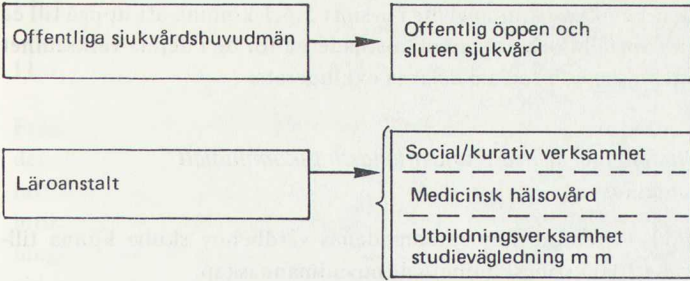 Offentliga sjukvårdshuvudmän
Offentlig öppen och
sluten sjukvård
Läroanstalt
Social/kurativ verksamhet
Medicinsk hälsovård
Utbildningsverksamhet
studievägledning m m